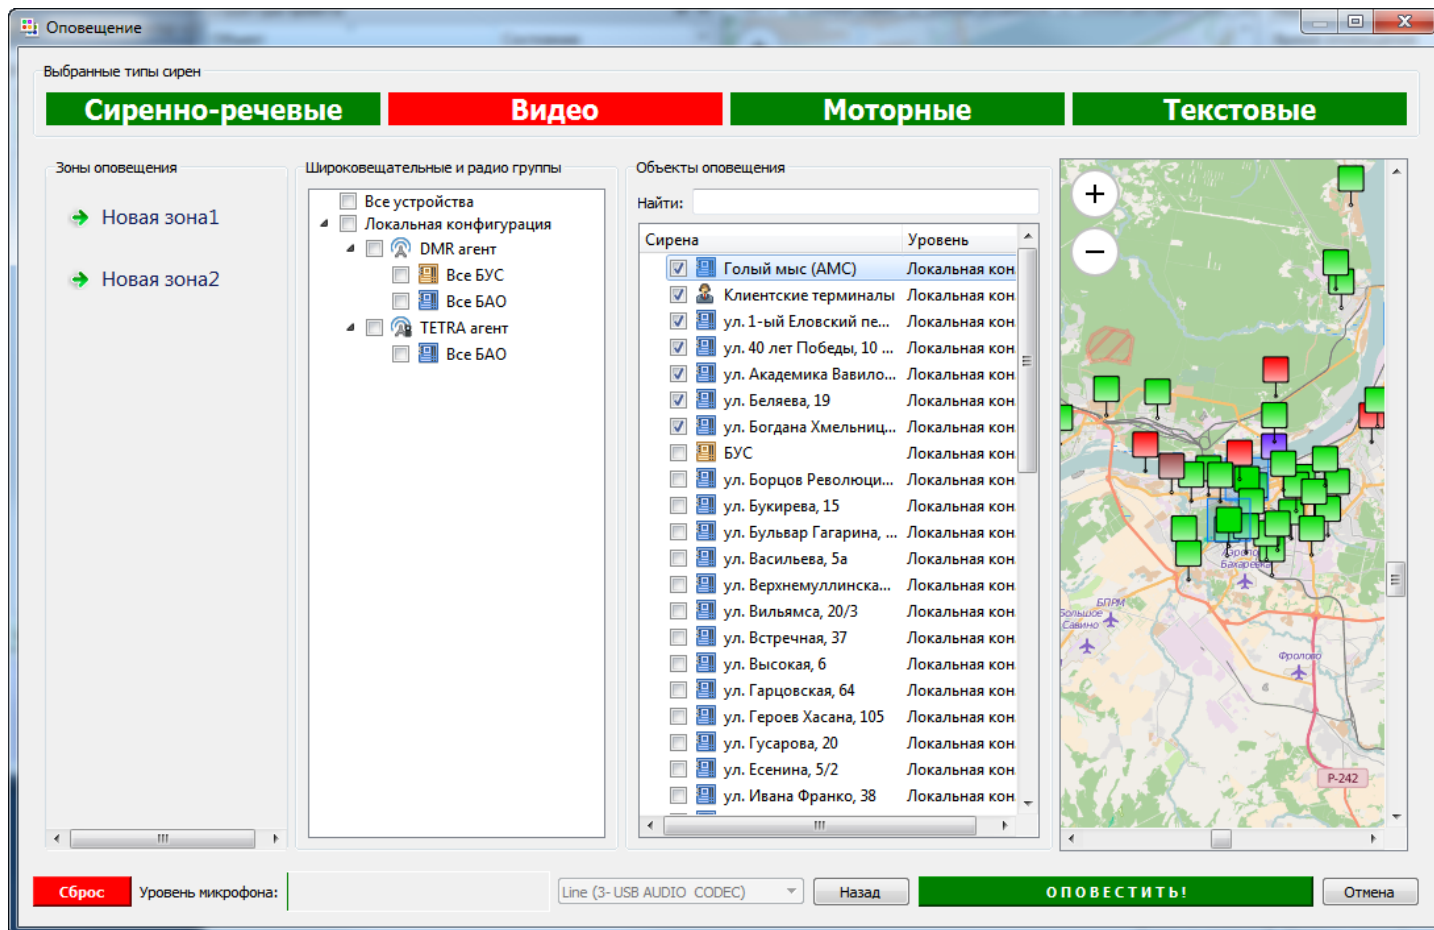 Оповещение
Выбранные типы сирен
Сиренно-речевые
Видео
Моторные
Текстовые
Зоны оповещения
Новая зона1
Новая зона2
Широковещательные и радио группы
Все устройства
Локальная конфигурация
DMR агент
Все БУС
Все БАО
TETRA агент
Все БАО
Объекты оповещения
Найти:
Сирена Уровень
Голый мыс (АМС) Локальная кон
Клиентские терминалы Локальная кон
ул. 1-ый Еловский пе... Локальная кон
ул. 40 лет Победы, 10 ... Локальная кон
ул. Академика Вавило... Локальная кон
ул. Беляева, 19 Локальная кон
ул. Богдана Хмельниц... Локальная кон
БУС Локальная кон
ул. Борцов Революци... Локальная кон
ул. Букирева, 15 Локальная кон
ул. Бульвар Гагарина, ... Локальная кон
ул. Васильева, 5а Локальная кон
ул. Верхнемуллинска... Локальная кон
ул. Вильямса, 20/3 Локальная кон
ул. Встречная, 37 Локальная кон
ул. Высокая, 6 Локальная кон
ул. Гарцовская, 64 Локальная кон
ул. Героев Хасана, 105 Локальная кон
ул. Гусарова, 20 Локальная кон
ул. Есенина, 5/2 Локальная кон
ул. Ивана Франко, 38 Локальная кон
+
−
Бахаревка
БПРМ
Большое
Савино
Фролово
Р-242
Сброс
Уровень микрофона:
Line (3- USB AUDIO CODEC)
Назад
ОПОВЕСТИТЬ!
Отмена